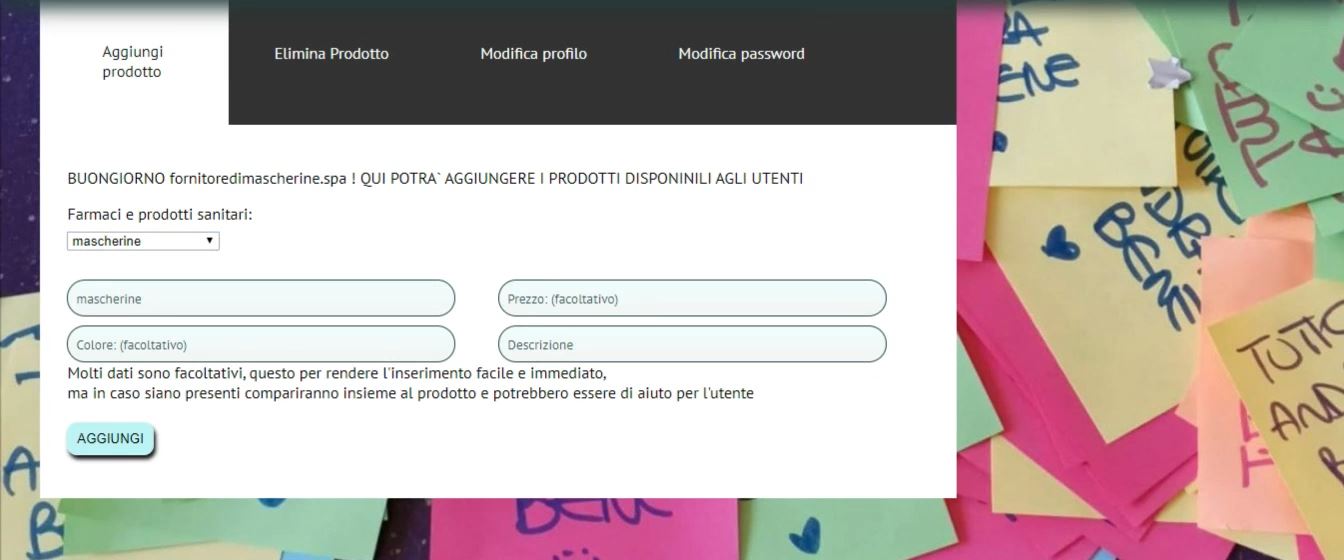 Aggiungi
prodotto
Elimina Prodotto
Modifica profilo
Modifica password
BUONGIORNO fornitoredimascherine.spa ! QUI POTRA` AGGIUNGERE I PRODOTTI DISPONINILI AGLI UTENTI
Farmaci e prodotti sanitari:
mascherine
mascherine
Prezzo: (facoltativo)
Colore: (facoltativo)
Descrizione
Molti dati sono facoltativi, questo per rendere l'inserimento facile e immediato,
ma in caso siano presenti compariranno insieme al prodotto e potrebbero essere di aiuto per l'utente
AGGIUNGI
BENE
TUTTO